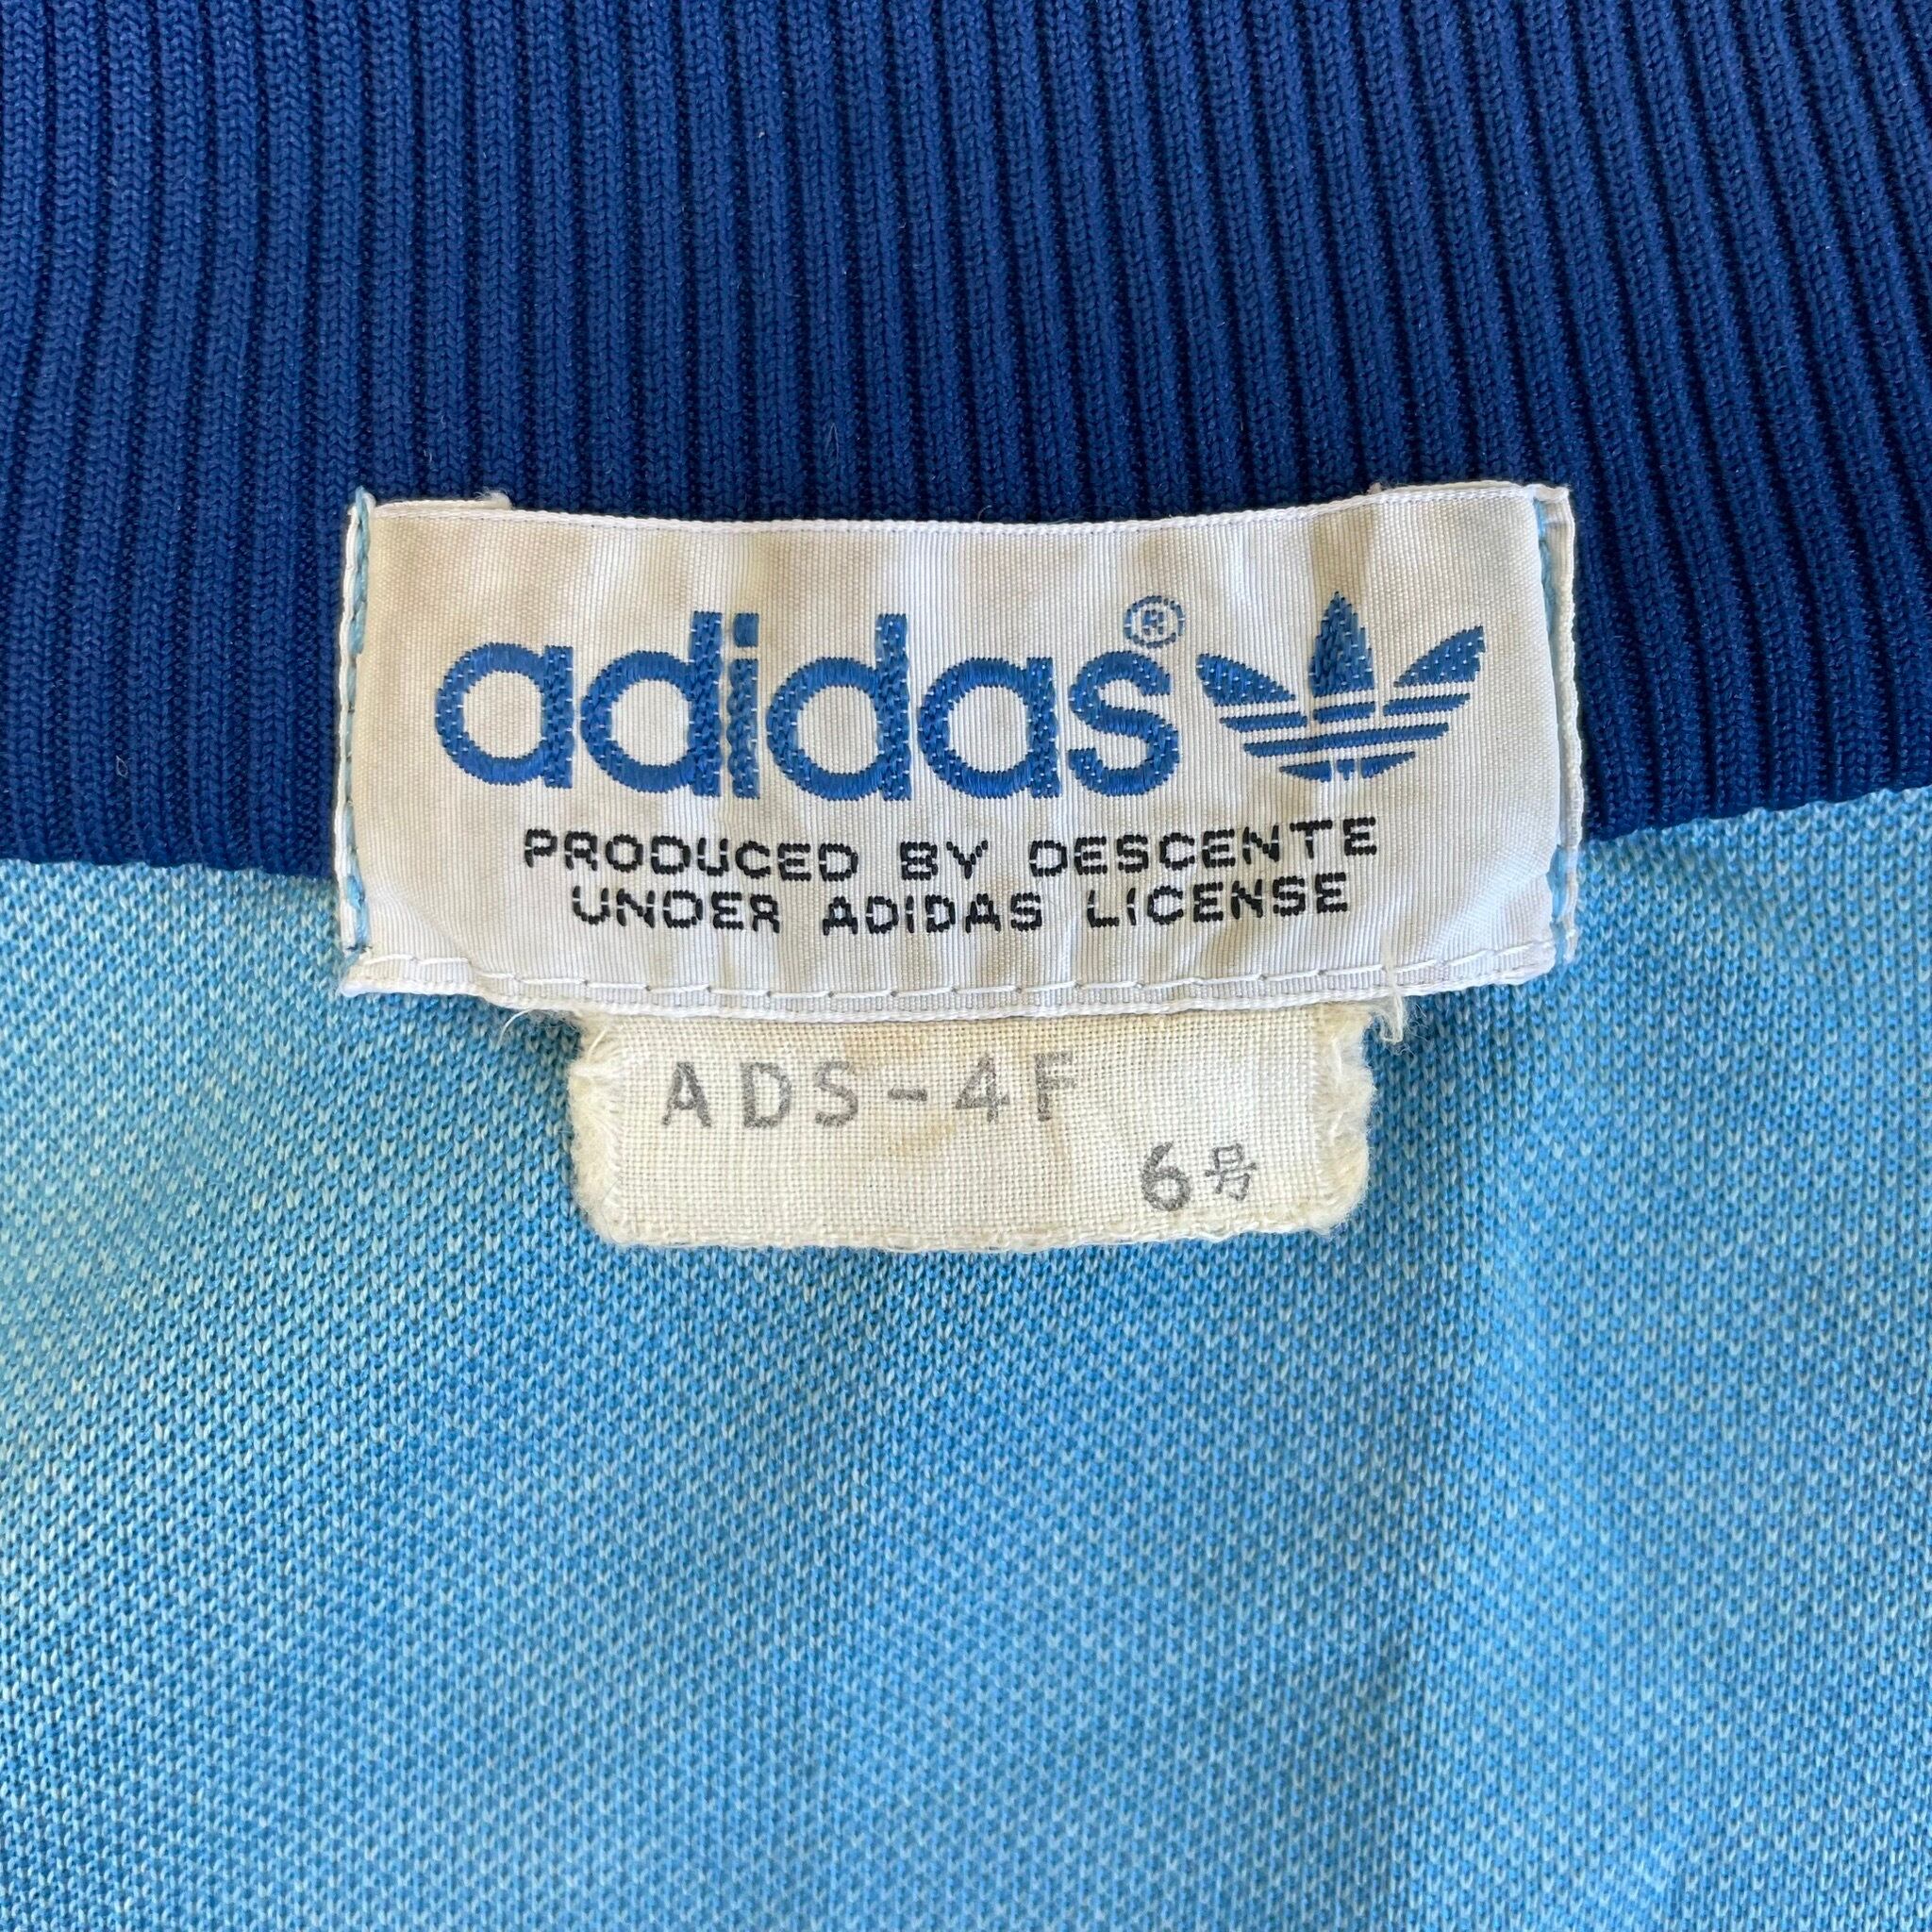 adidas®
PRODUCED BY DESCENTE
UNDER ADIDAS LICENSE
ADS-4F
6号